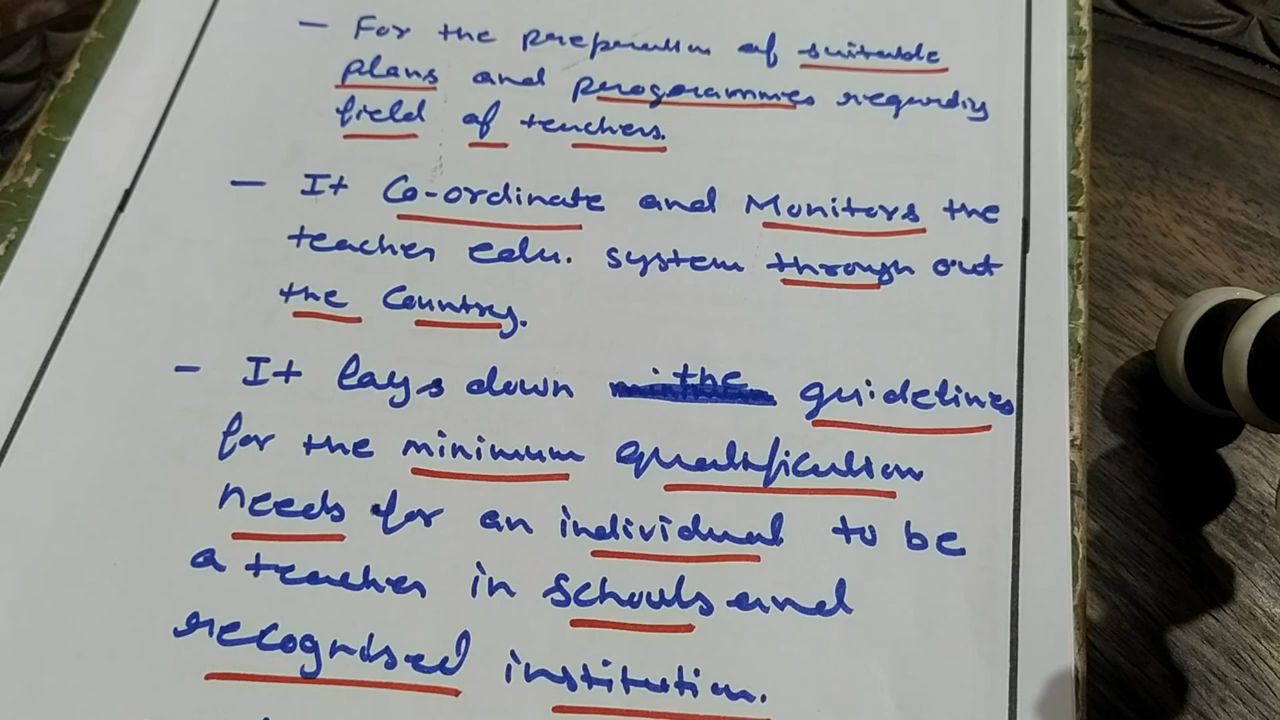 - For the preparation of suitable
plans and programmes regarding
field of teachers.
- It Co-ordinate and Monitors the
teacher edu. system through out
the Country.
- It lays down the guidelines
for the minimum qualification
needs for an individual to be
a teacher in schools and
recognised institution.